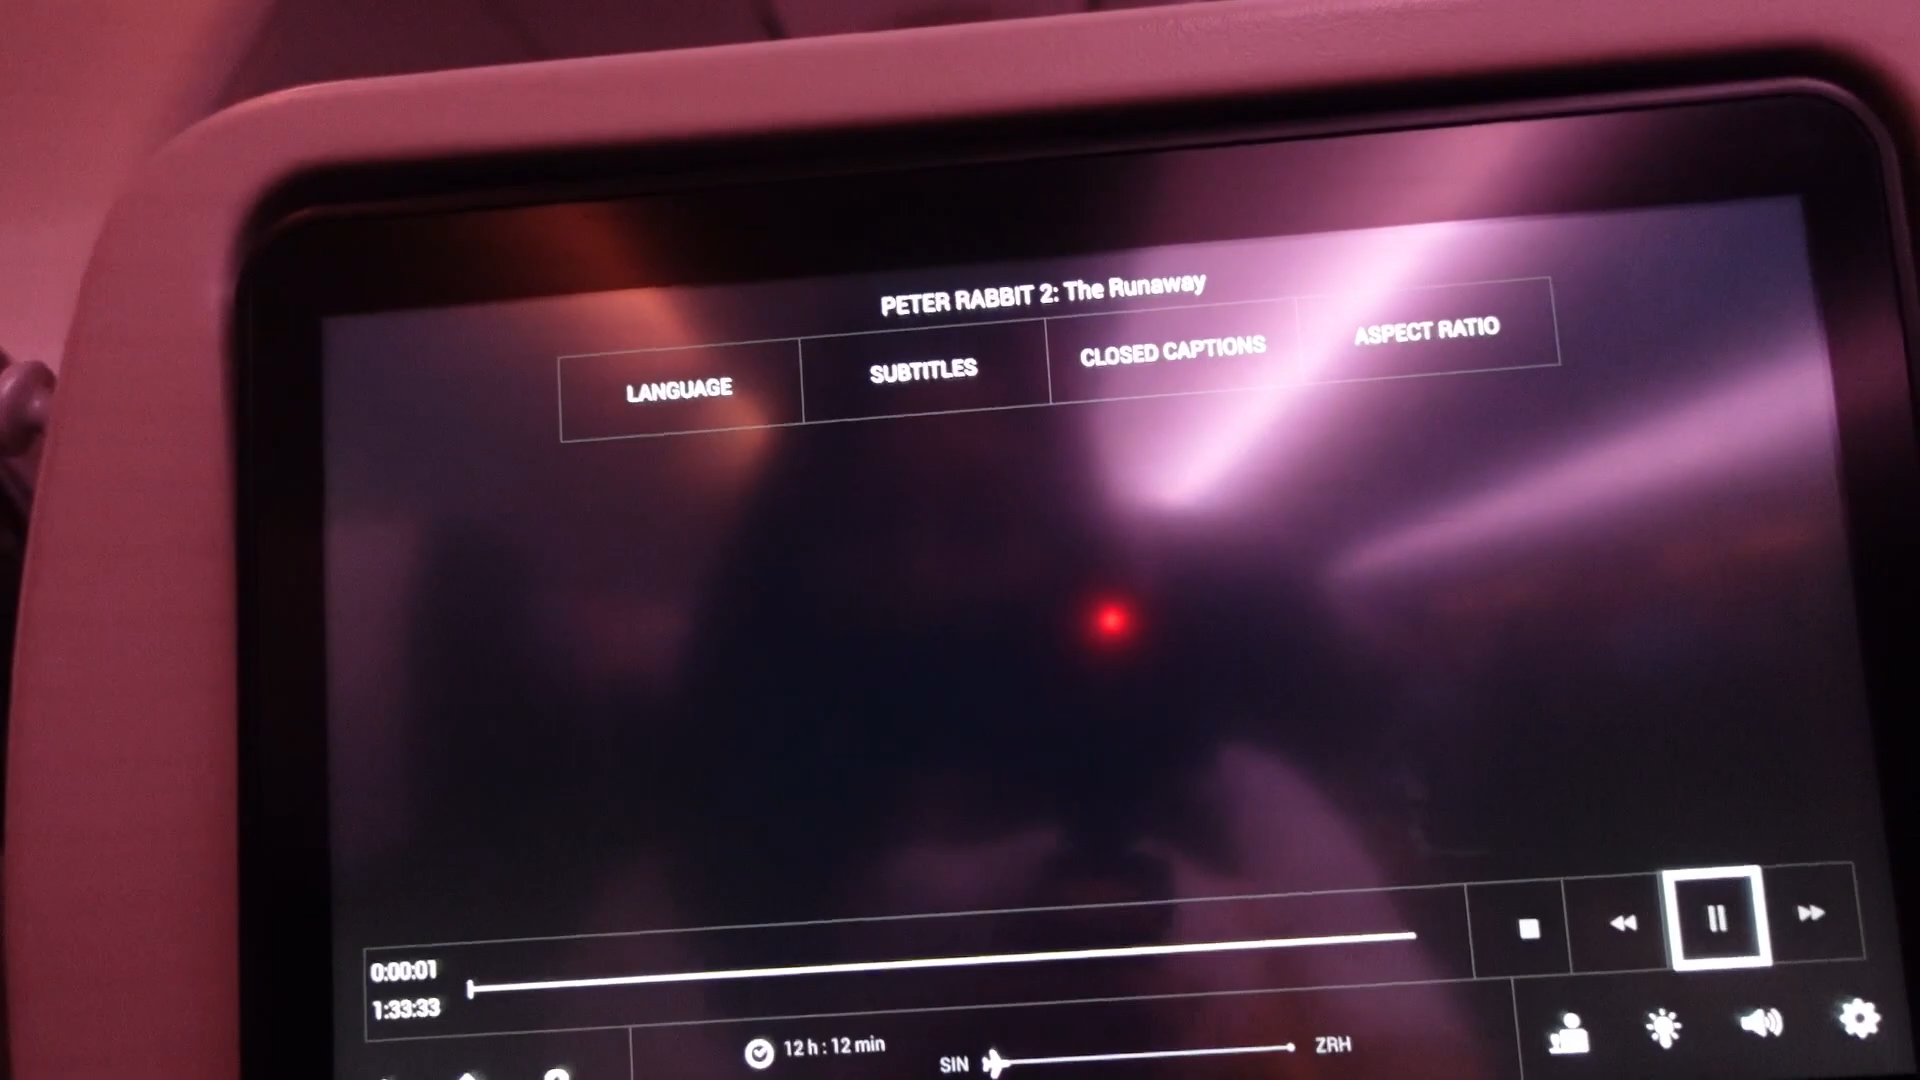 PETER RABBIT 2: The Runaway
LANGUAGE
SUBTITLES
CLOSED CAPTIONS
ASPECT RATIO
0:00:01
1:33:33
12 h : 12 min
SIN
ZRH